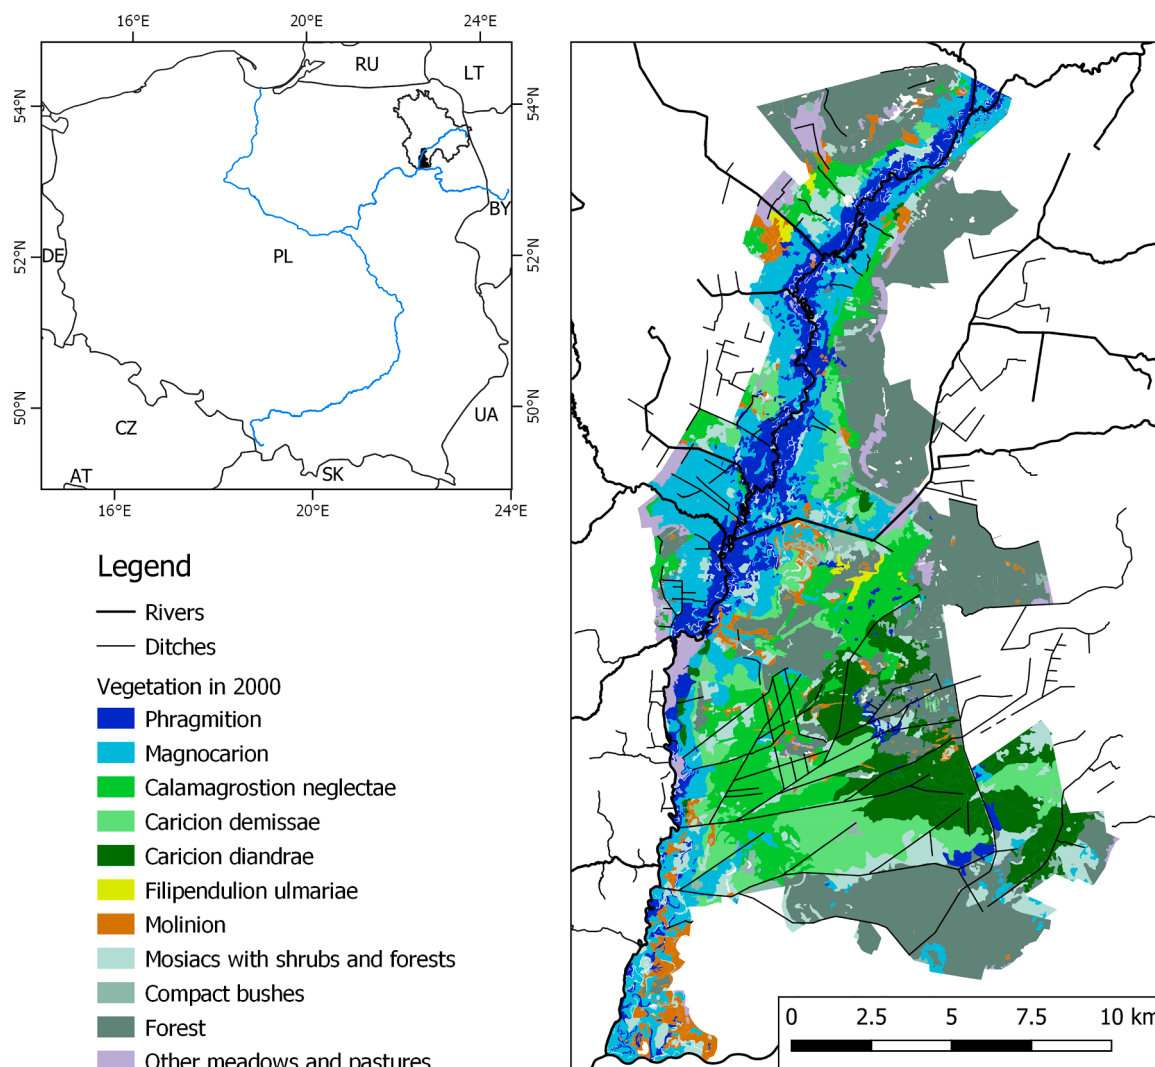 16°E 20°E 24°E
RU
LT
54°N
54°N
BY
DE
PL
52°N
52°N
50°N
50°N
UA
CZ
AT
SK
16°E 20°E 24°E
Legend
Rivers
Ditches
Vegetation in 2000
Phragmition
Magnocarion
Calamagrostion neglectae
Caricion demissae
Caricion diandrae
Filipendulion ulmariae
Molinion
Mosiacs with shrubs and forests
Compact bushes
Forest
Other meadows and pastures
0 2.5 5 7.5 10 km